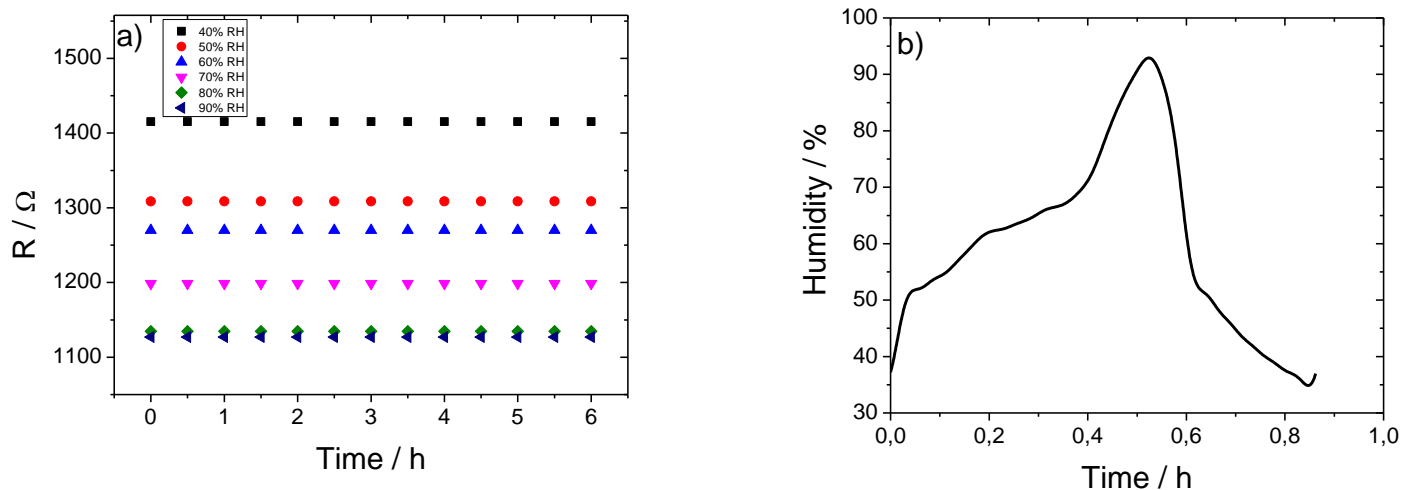 a)
40% RH
50% RH
60% RH
70% RH
80% RH
90% RH
1500
1400
1300
1200
1100
R / Ω
0 1 2 3 4 5 6
Time / h
b)
100
90
80
70
60
50
40
30
Humidity / %
0,0 0,2 0,4 0,6 0,8 1,0
Time / h